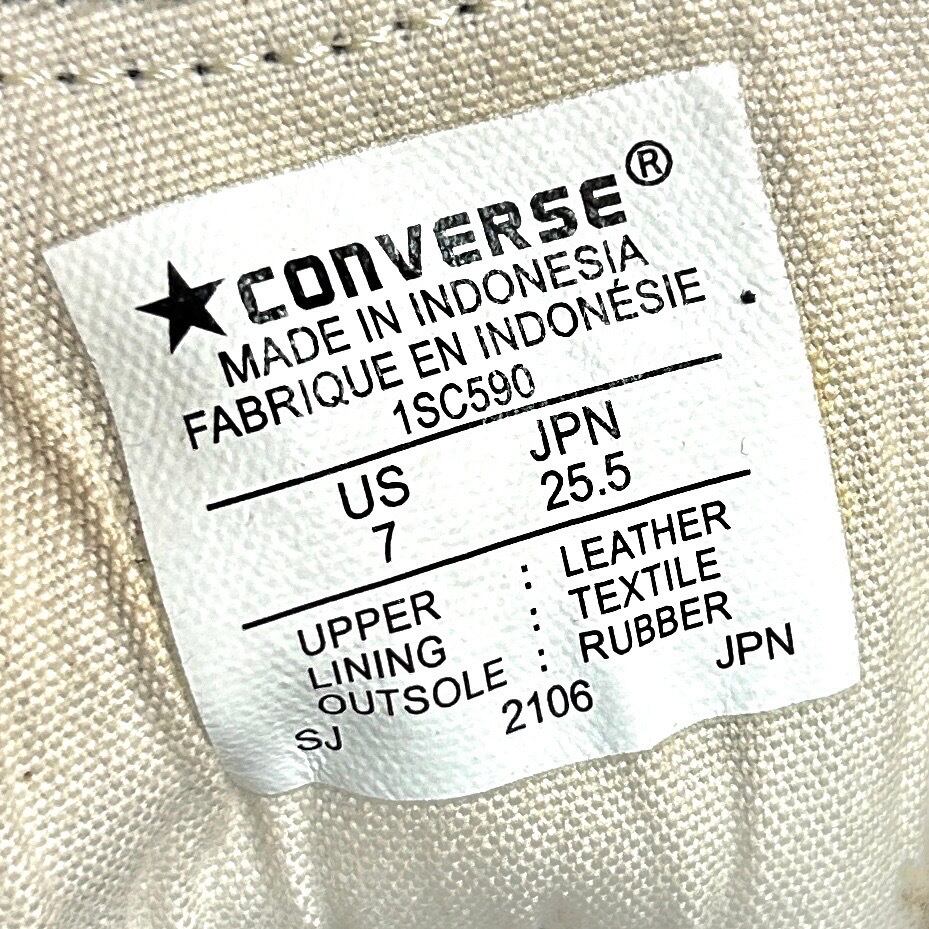 ★CONVERSE®
MADE IN INDONESIA
FABRIQUE EN INDONÉSIE
1SC590
US JPN
7 25.5
UPPER : LEATHER
LINING : TEXTILE
OUTSOLE : RUBBER
SJ 2106 JPN